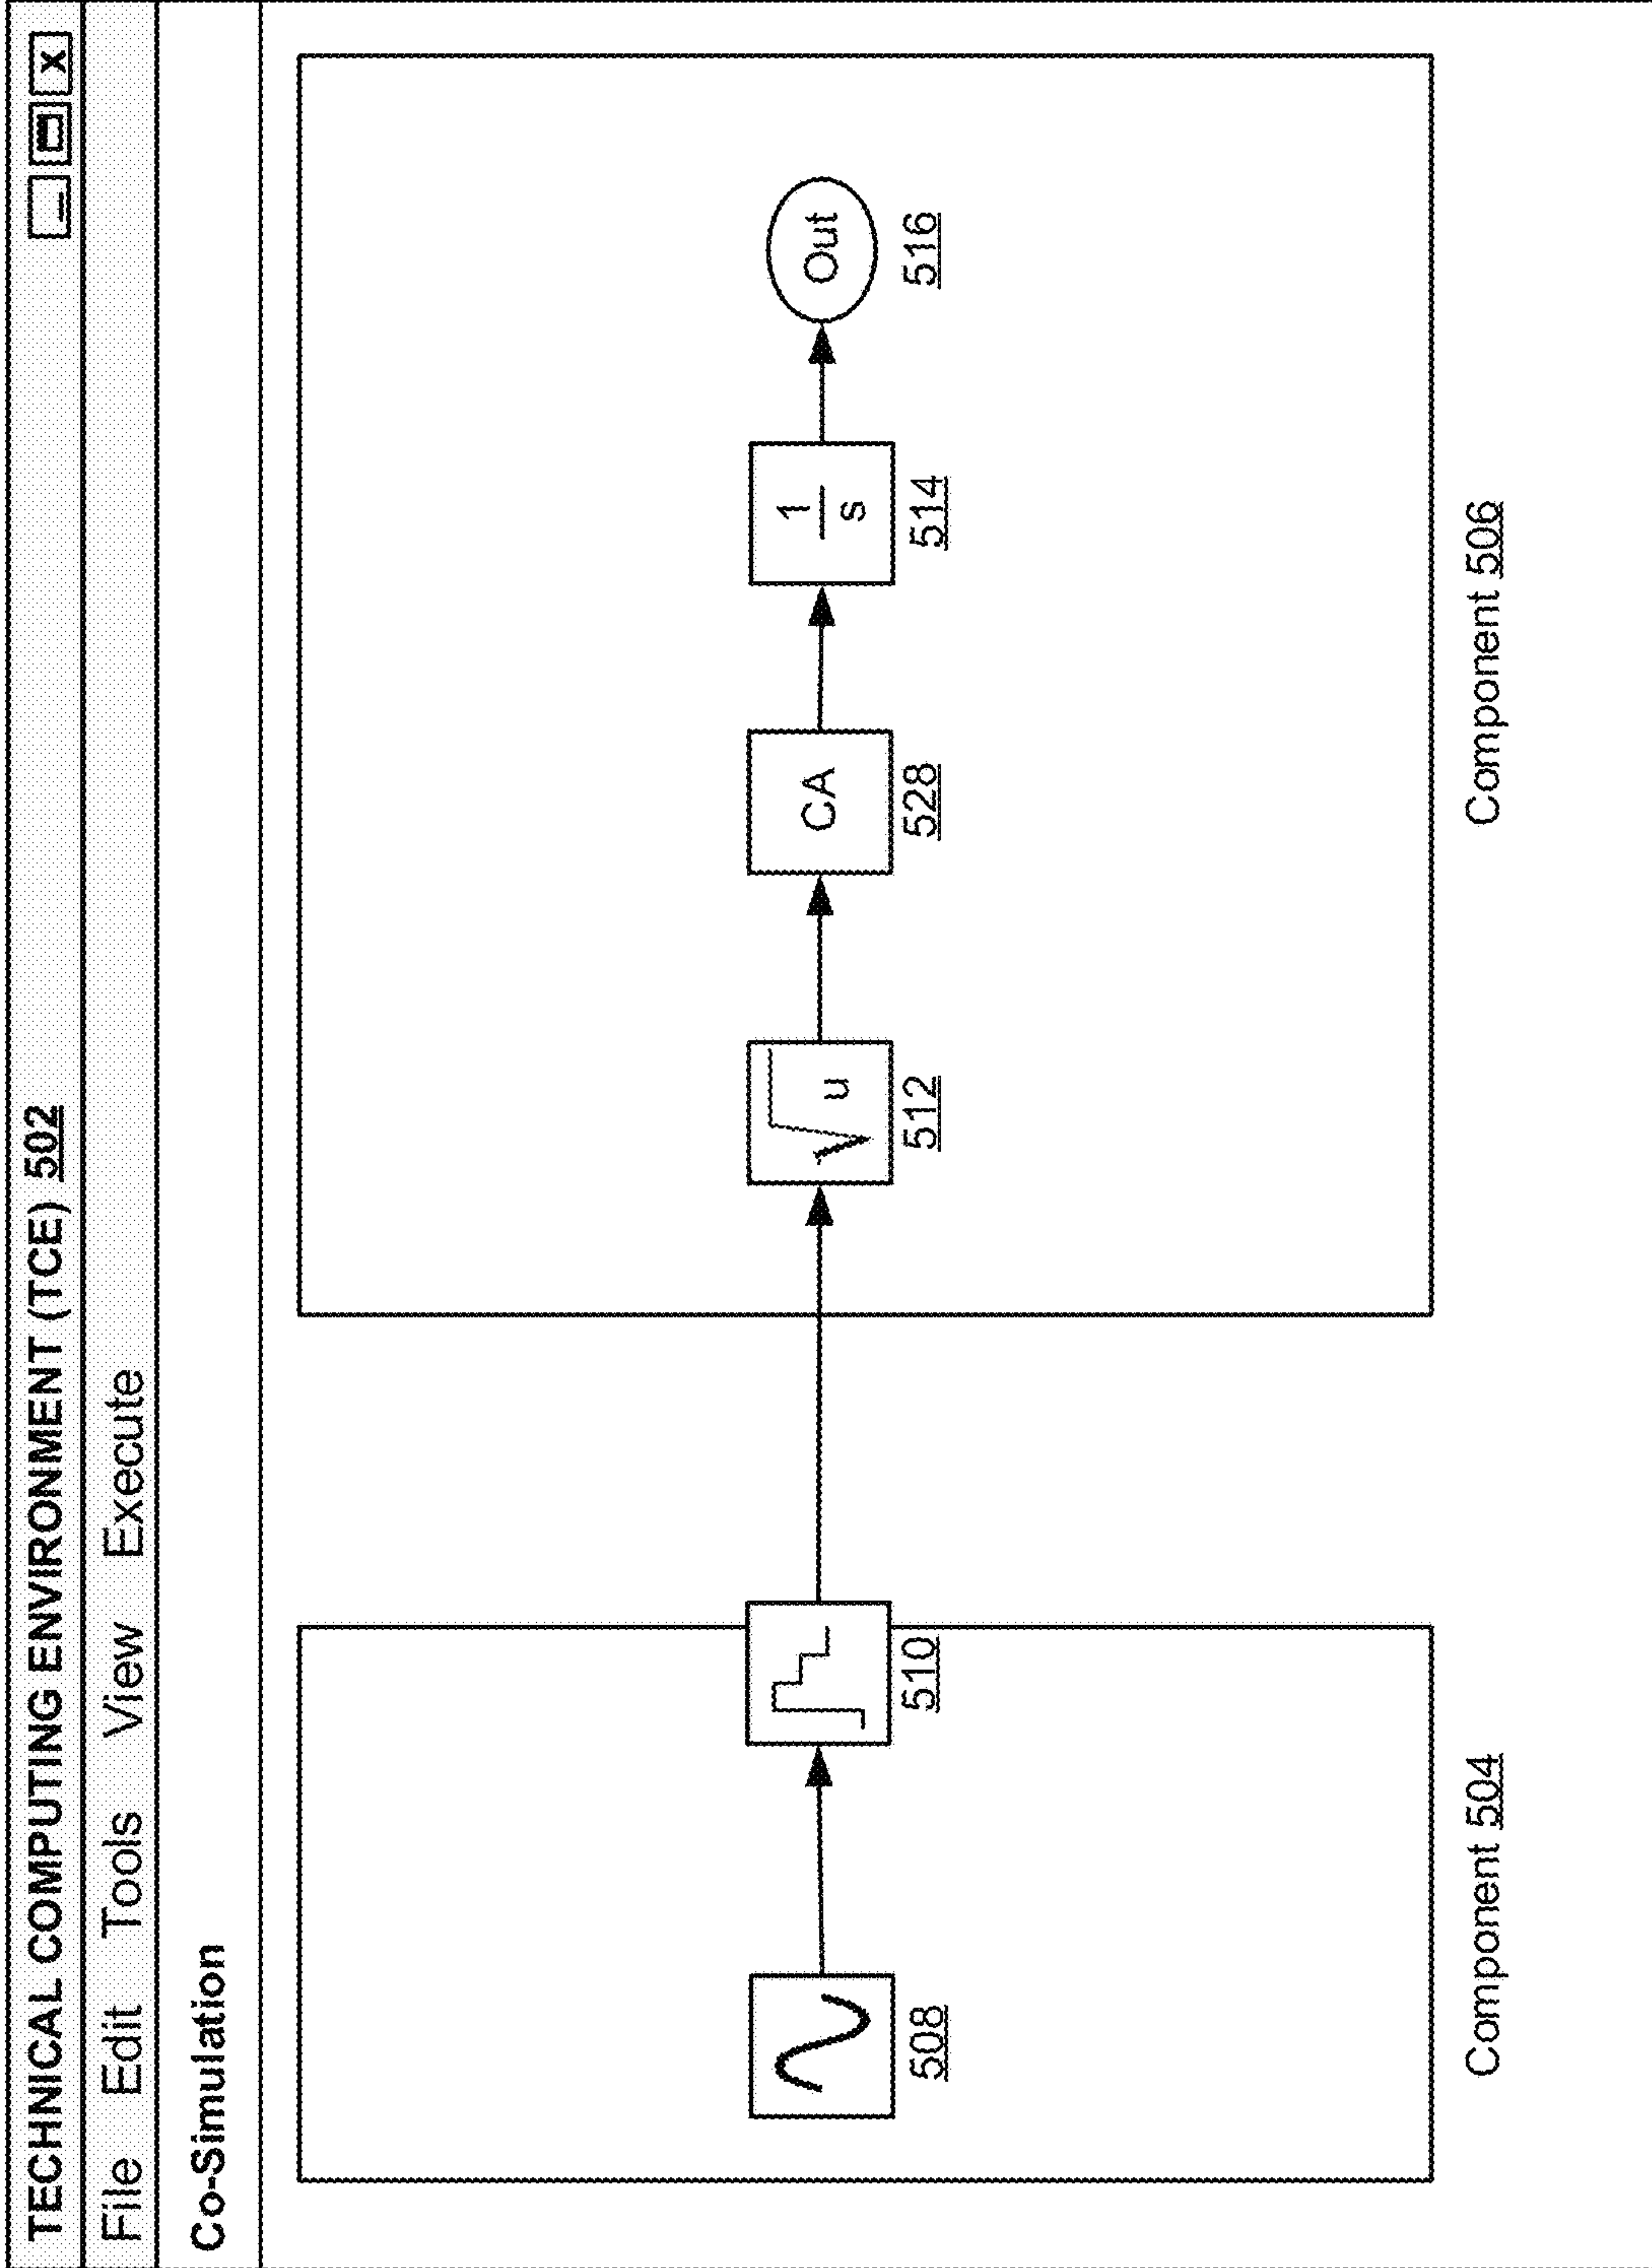 TECHNICAL COMPUTING ENVIRONMENT (TCE) 502
_ X
File Edit Tools View Execute
Co-Simulation
508
510
√u
512
CA
528
1
s
514
Out
516
Component 504
Component 506